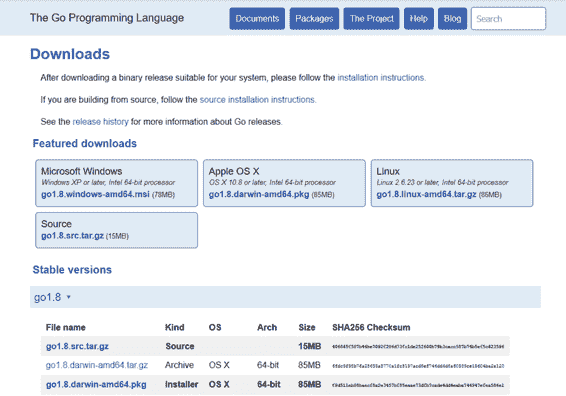 The Go Programming Language
Documents
Packages
The Project
Help
Blog
Search
Downloads
After downloading a binary release suitable for your system, please follow the installation instructions.
If you are building from source, follow the source installation instructions.
See the release history for more information about Go releases.
Featured downloads
Microsoft Windows
Windows XP or later, Intel 64-bit processor
go1.8.windows-amd64.msi (78MB)
Apple OS X
OS X 10.8 or later, Intel 64-bit processor
go1.8.darwin-amd64.pkg (85MB)
Linux
Linux 2.6.23 or later, Intel 64-bit processor
go1.8.linux-amd64.tar.gz (86MB)
Source
go1.8.src.tar.gz (15MB)
Stable versions
go1.8 ▾
File name Kind OS Arch Size SHA256 Checksum
go1.8.src.tar.gz Source 15MB
go1.8.darwin-amd64.tar.gz Archive OS X 64-bit 85MB
go1.8.darwin-amd64.pkg Installer OS X 64-bit 85MB